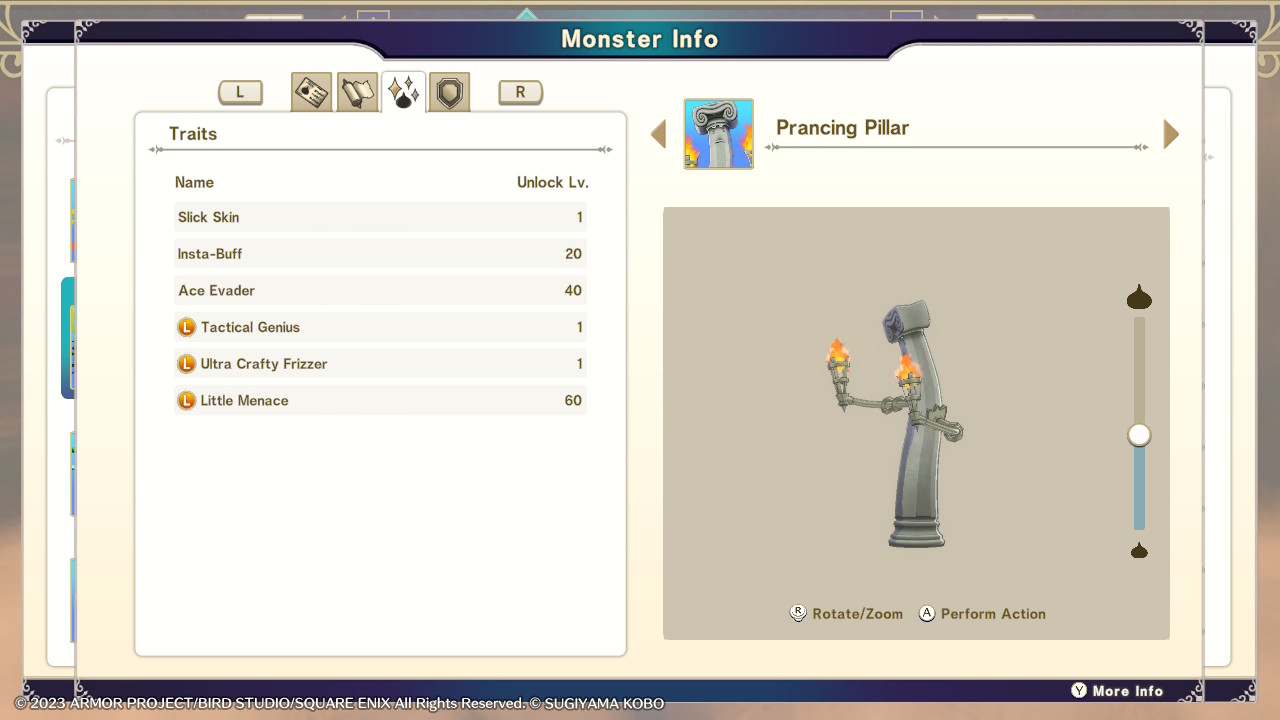 Monster Info
L
R
Traits
Name Unlock Lv.
Slick Skin 1
Insta-Buff 20
Ace Evader 40
L Tactical Genius 1
L Ultra Crafty Frizzer 1
L Little Menace 60
Prancing Pillar
R Rotate/Zoom A Perform Action
Y More Info
© 2023 ARMOR PROJECT/BIRD STUDIO/SQUARE ENIX All Rights Reserved. © SUGIYAMA KOBO